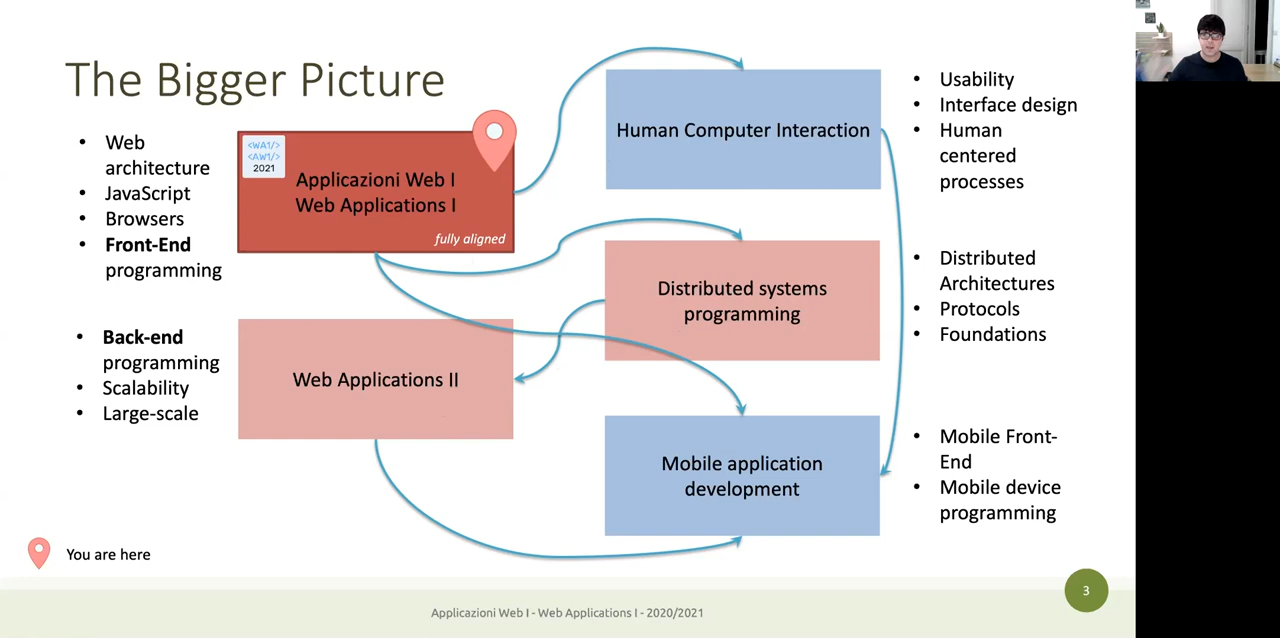 The Bigger Picture
• Web
architecture
• JavaScript
• Browsers
• Front-End
programming
<WA1/>
<AW1/>
2021
Applicazioni Web I
Web Applications I
fully aligned
Human Computer Interaction
• Usability
• Interface design
• Human
centered
processes
Distributed systems
programming
• Distributed
Architectures
• Protocols
• Foundations
• Back-end
programming
• Scalability
• Large-scale
Web Applications II
Mobile application
development
• Mobile Front-
End
• Mobile device
programming
You are here
Applicazioni Web I - Web Applications I - 2020/2021
3